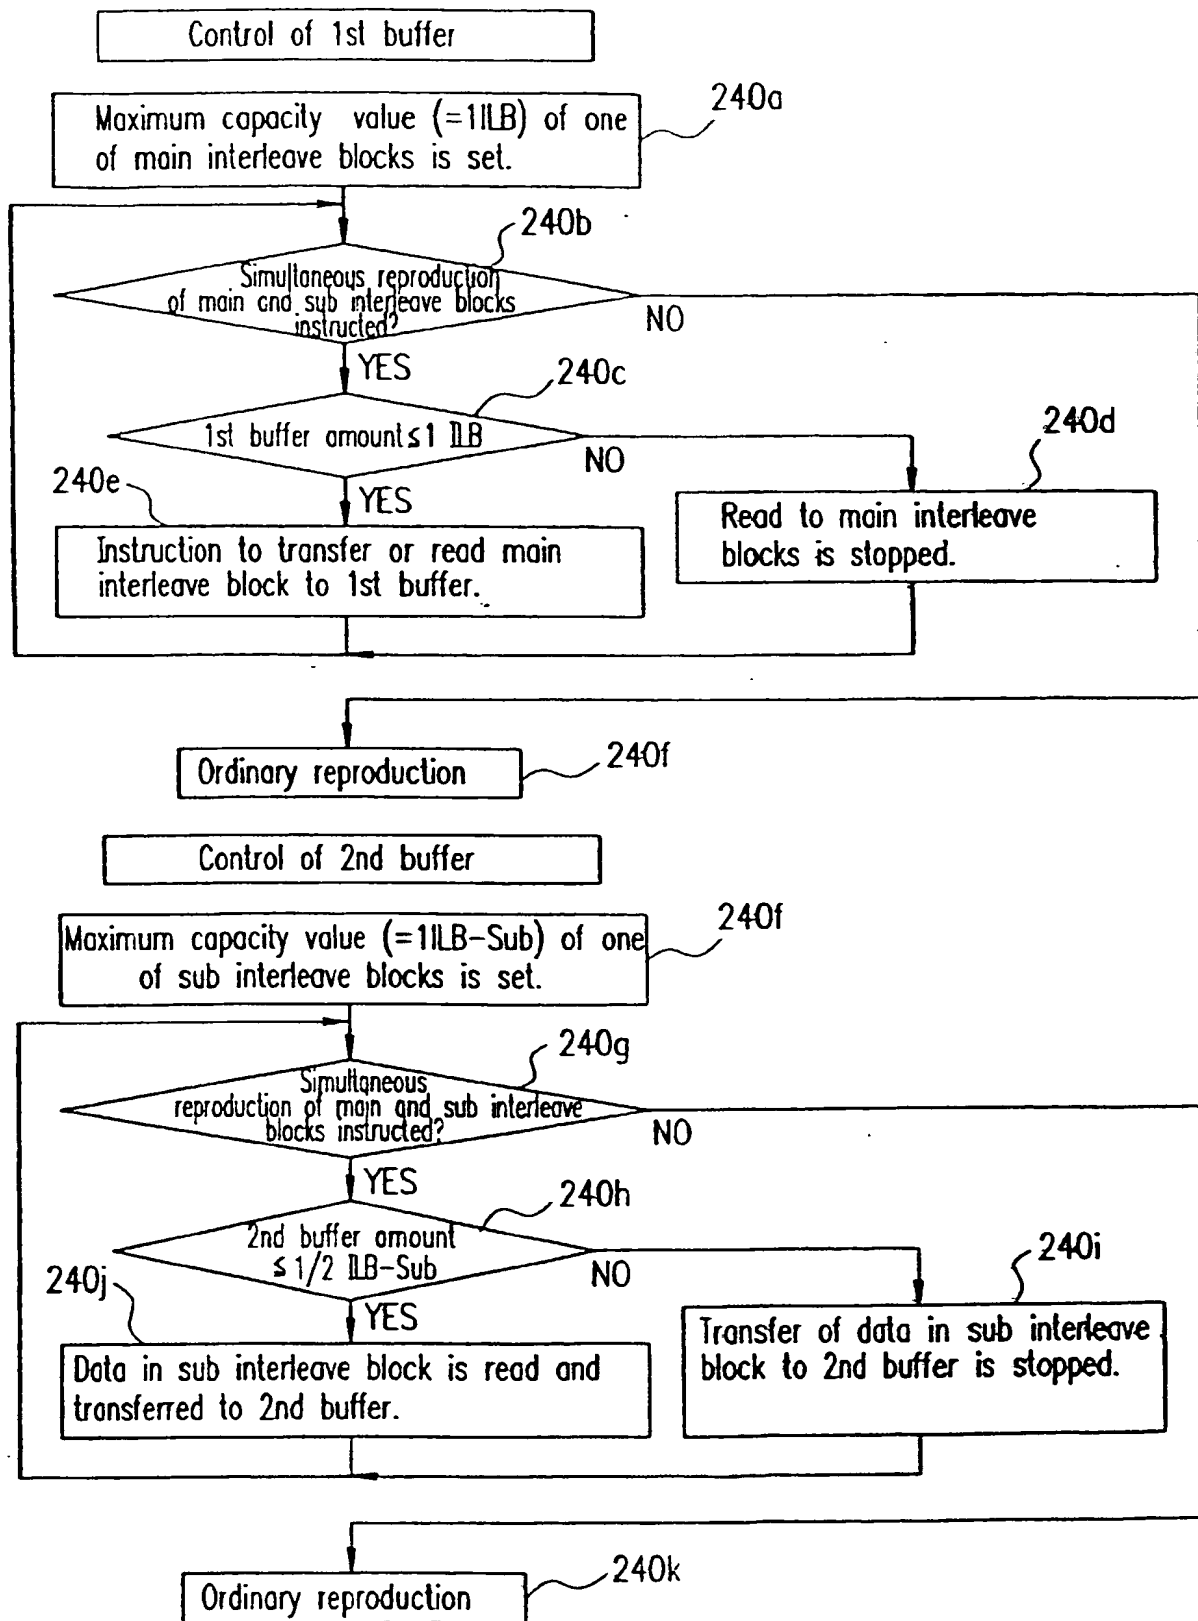 Control of 1st buffer
240a
Maximum capacity value (=1ILB) of one
of main interleave blocks is set.
240b
Simultaneous reproduction
of main and sub interleave blocks
instructed?
NO
YES
240c
1st buffer amount≤1 ILB
NO
240d
240e
YES
Read to main interleave
blocks is stopped.
Instruction to transfer or read main
interleave block to 1st buffer.
Ordinary reproduction
240f
Control of 2nd buffer
240f
Maximum capacity value (=1ILB-Sub) of one
of sub interleave blocks is set.
240g
Simultaneous
reproduction of main and sub interleave
blocks instructed?
NO
YES
240h
2nd buffer amount
≤ 1/2 ILB-Sub
NO
240i
240j
YES
Transfer of data in sub interleave
block to 2nd buffer is stopped.
Data in sub interleave block is read and
transferred to 2nd buffer.
240k
Ordinary reproduction